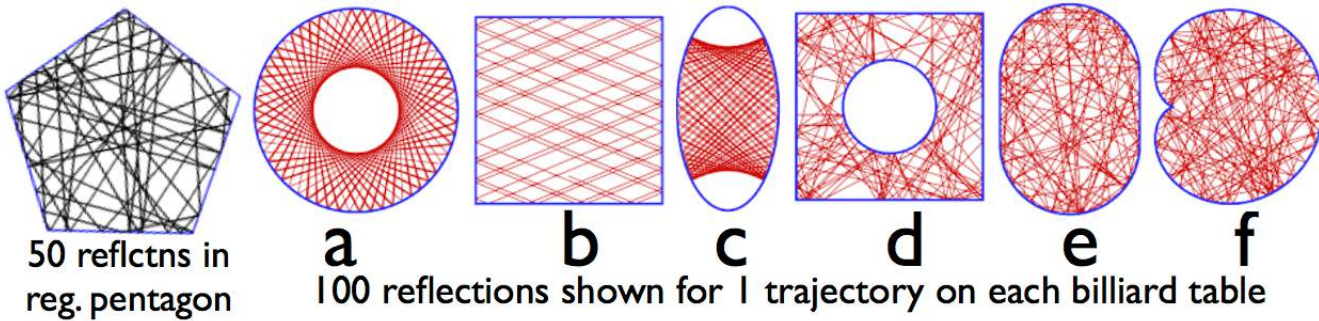 a b c d e f
50 reflctns in
reg. pentagon
100 reflections shown for 1 trajectory on each billiard table